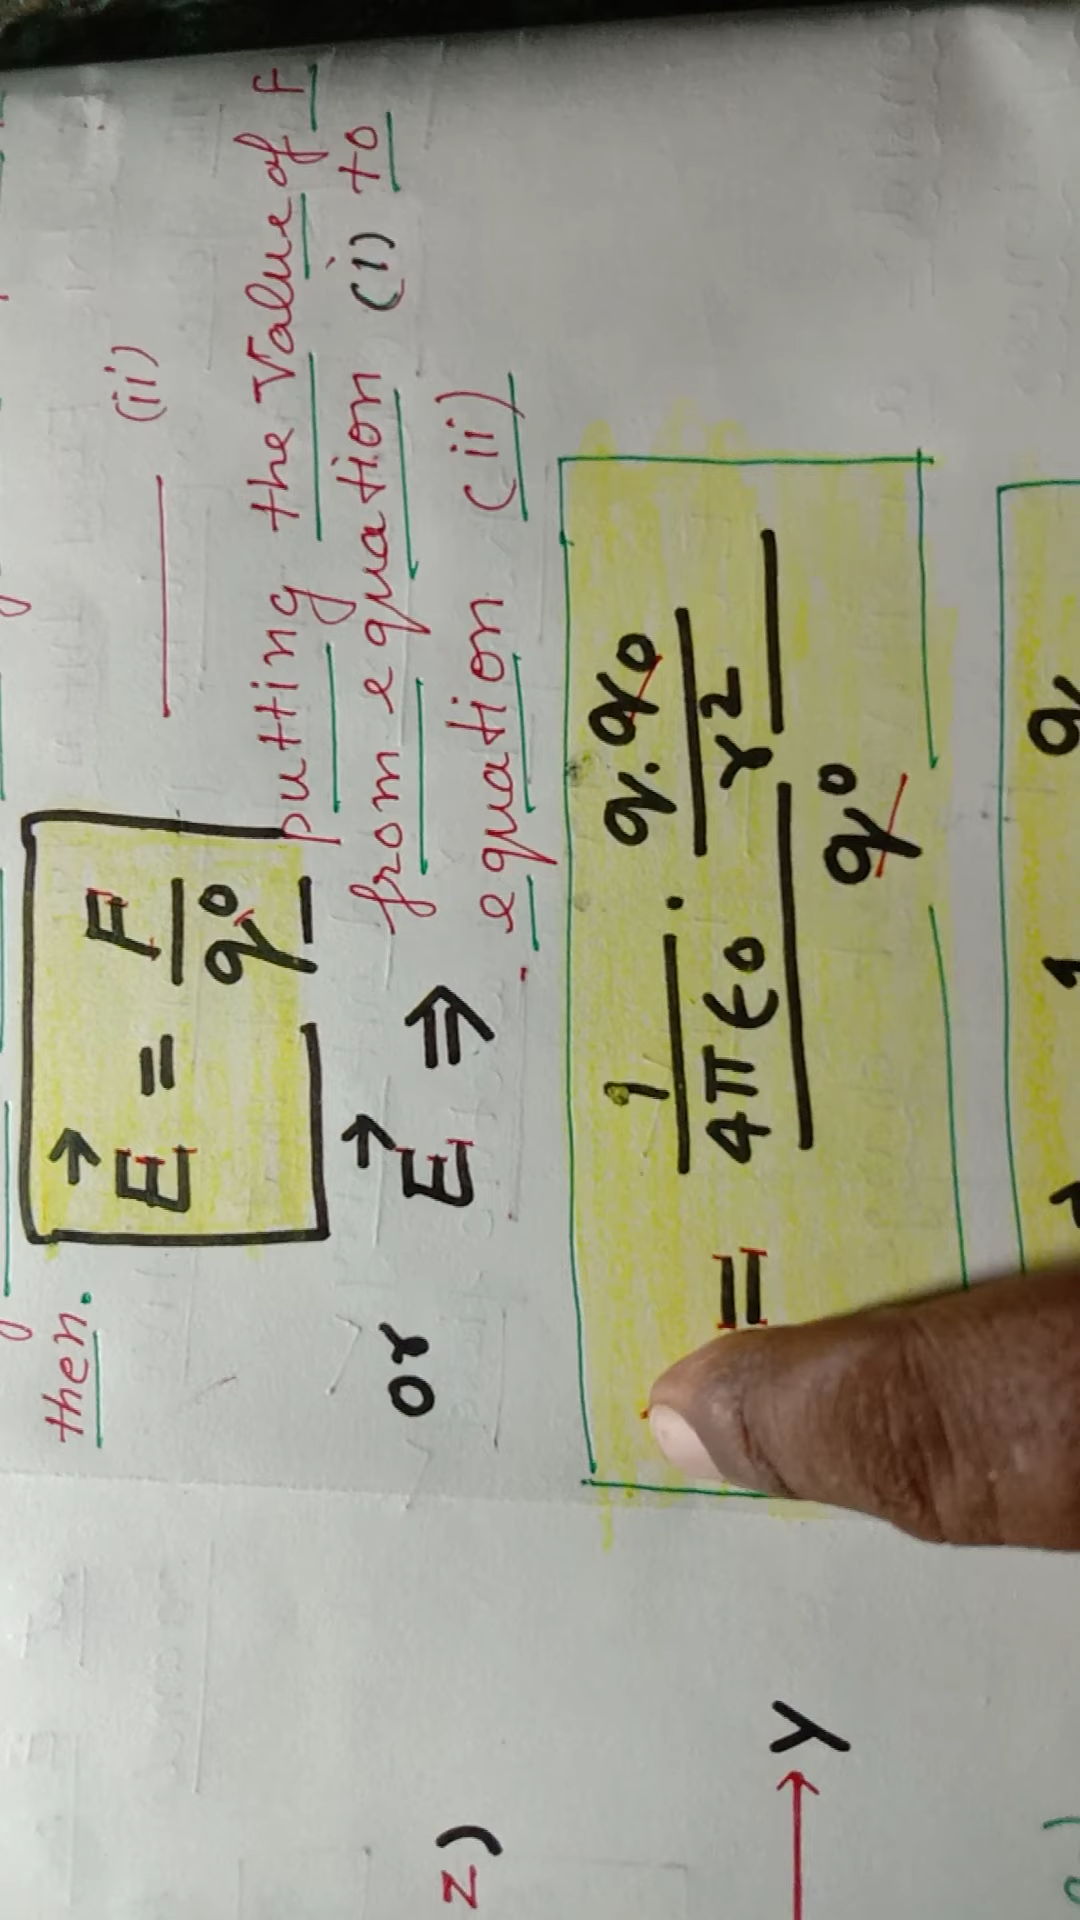 then.
E⃗ = F / q₀ ——— (ii)
putting the value of F
from equation (i) to
equation (ii)
or E⃗ ⇒
= 1/4πϵ₀ . q.q₀/r² / q₀
z)
Y